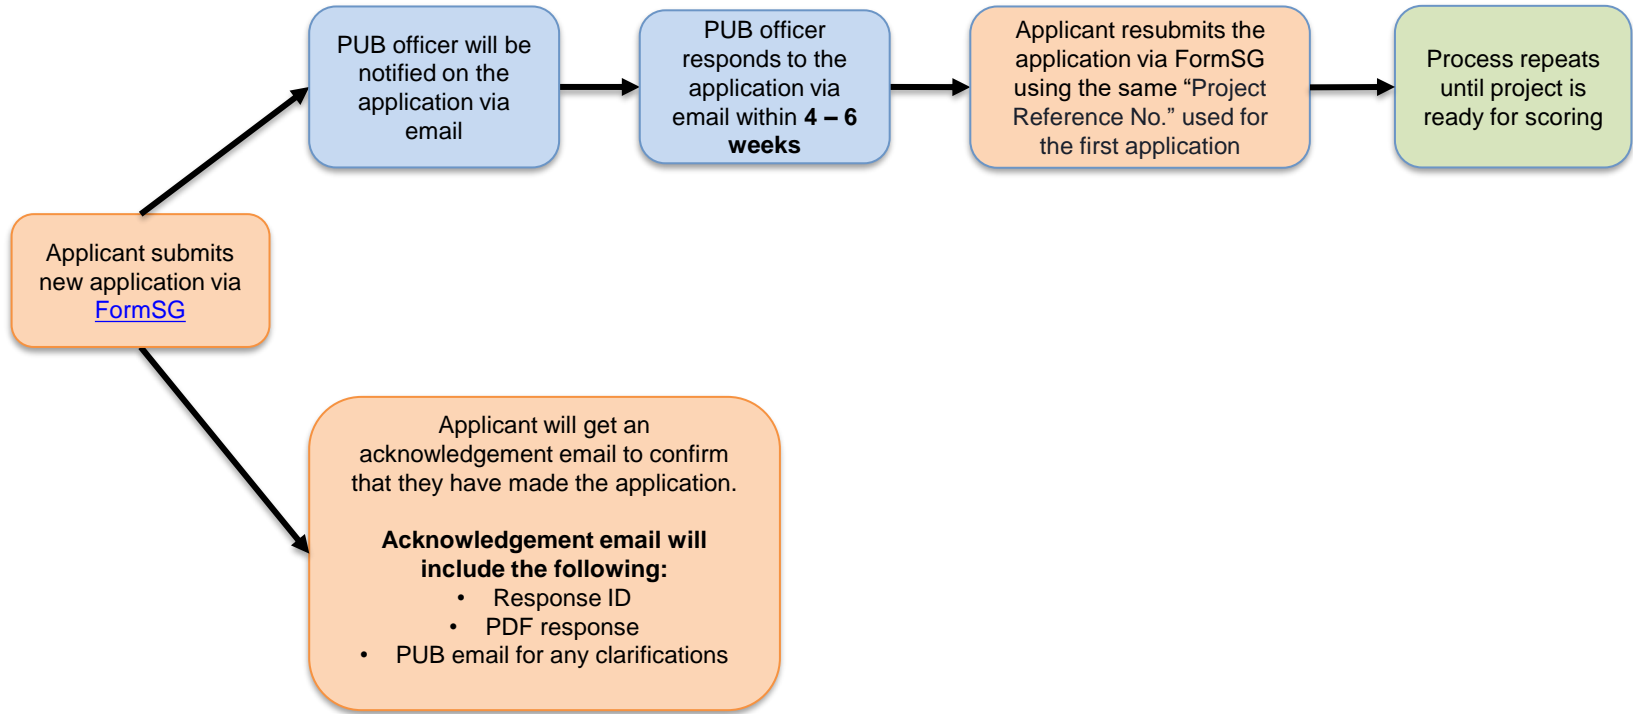 PUB officer will be
notified on the
application via
email
PUB officer
responds to the
application via
email within 4 – 6
weeks
Applicant resubmits the
application via FormSG
using the same “Project
Reference No.” used for
the first application
Process repeats
until project is
ready for scoring
Applicant submits
new application via
FormSG
Applicant will get an
acknowledgement email to confirm
that they have made the application.
Acknowledgement email will
include the following:
• Response ID
• PDF response
• PUB email for any clarifications